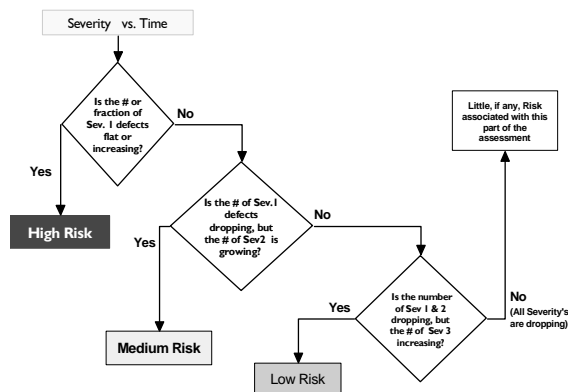 Severity vs. Time
Is the # or
fraction of
Sev. 1 defects
flat or
increasing?
No
Yes
High Risk
Is the # of Sev.1
defects
dropping, but
the # of Sev2 is
growing?
No
Yes
Medium Risk
Is the number
of Sev 1 & 2
dropping, but
the # of Sev 3
increasing?
Yes
Low Risk
No
(All Severity's
are dropping)
Little, if any, Risk
associated with this
part of the
assessment